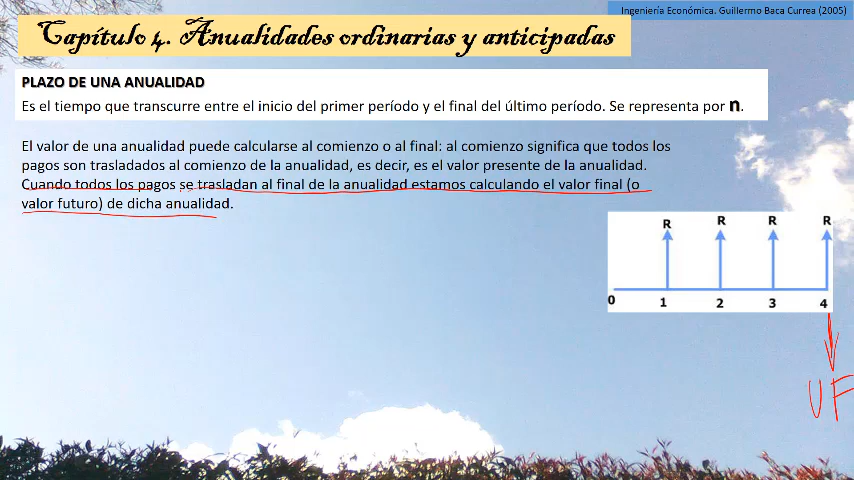 Ingeniería Económica. Guillermo Baca Currea (2005)
Capítulo 4. Anualidades ordinarias y anticipadas
PLAZO DE UNA ANUALIDAD
Es el tiempo que transcurre entre el inicio del primer período y el final del último período. Se representa por n.
El valor de una anualidad puede calcularse al comienzo o al final: al comienzo significa que todos los
pagos son trasladados al comienzo de la anualidad, es decir, es el valor presente de la anualidad.
Cuando todos los pagos se trasladan al final de la anualidad estamos calculando el valor final (o
valor futuro) de dicha anualidad.
R R R R
0 1 2 3 4
VF